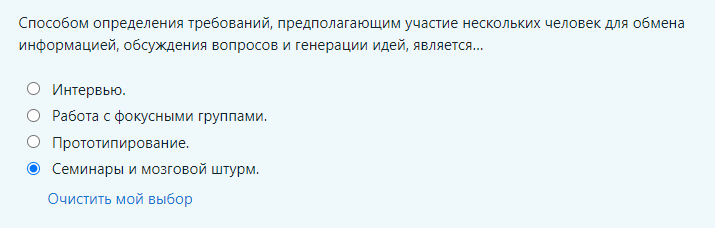 Способом определения требований, предполагающим участие нескольких человек для обмена
информацией, обсуждения вопросов и генерации идей, является...
Интервью.
Работа с фокусными группами.
Прототипирование.
Семинары и мозговой штурм.
Очистить мой выбор